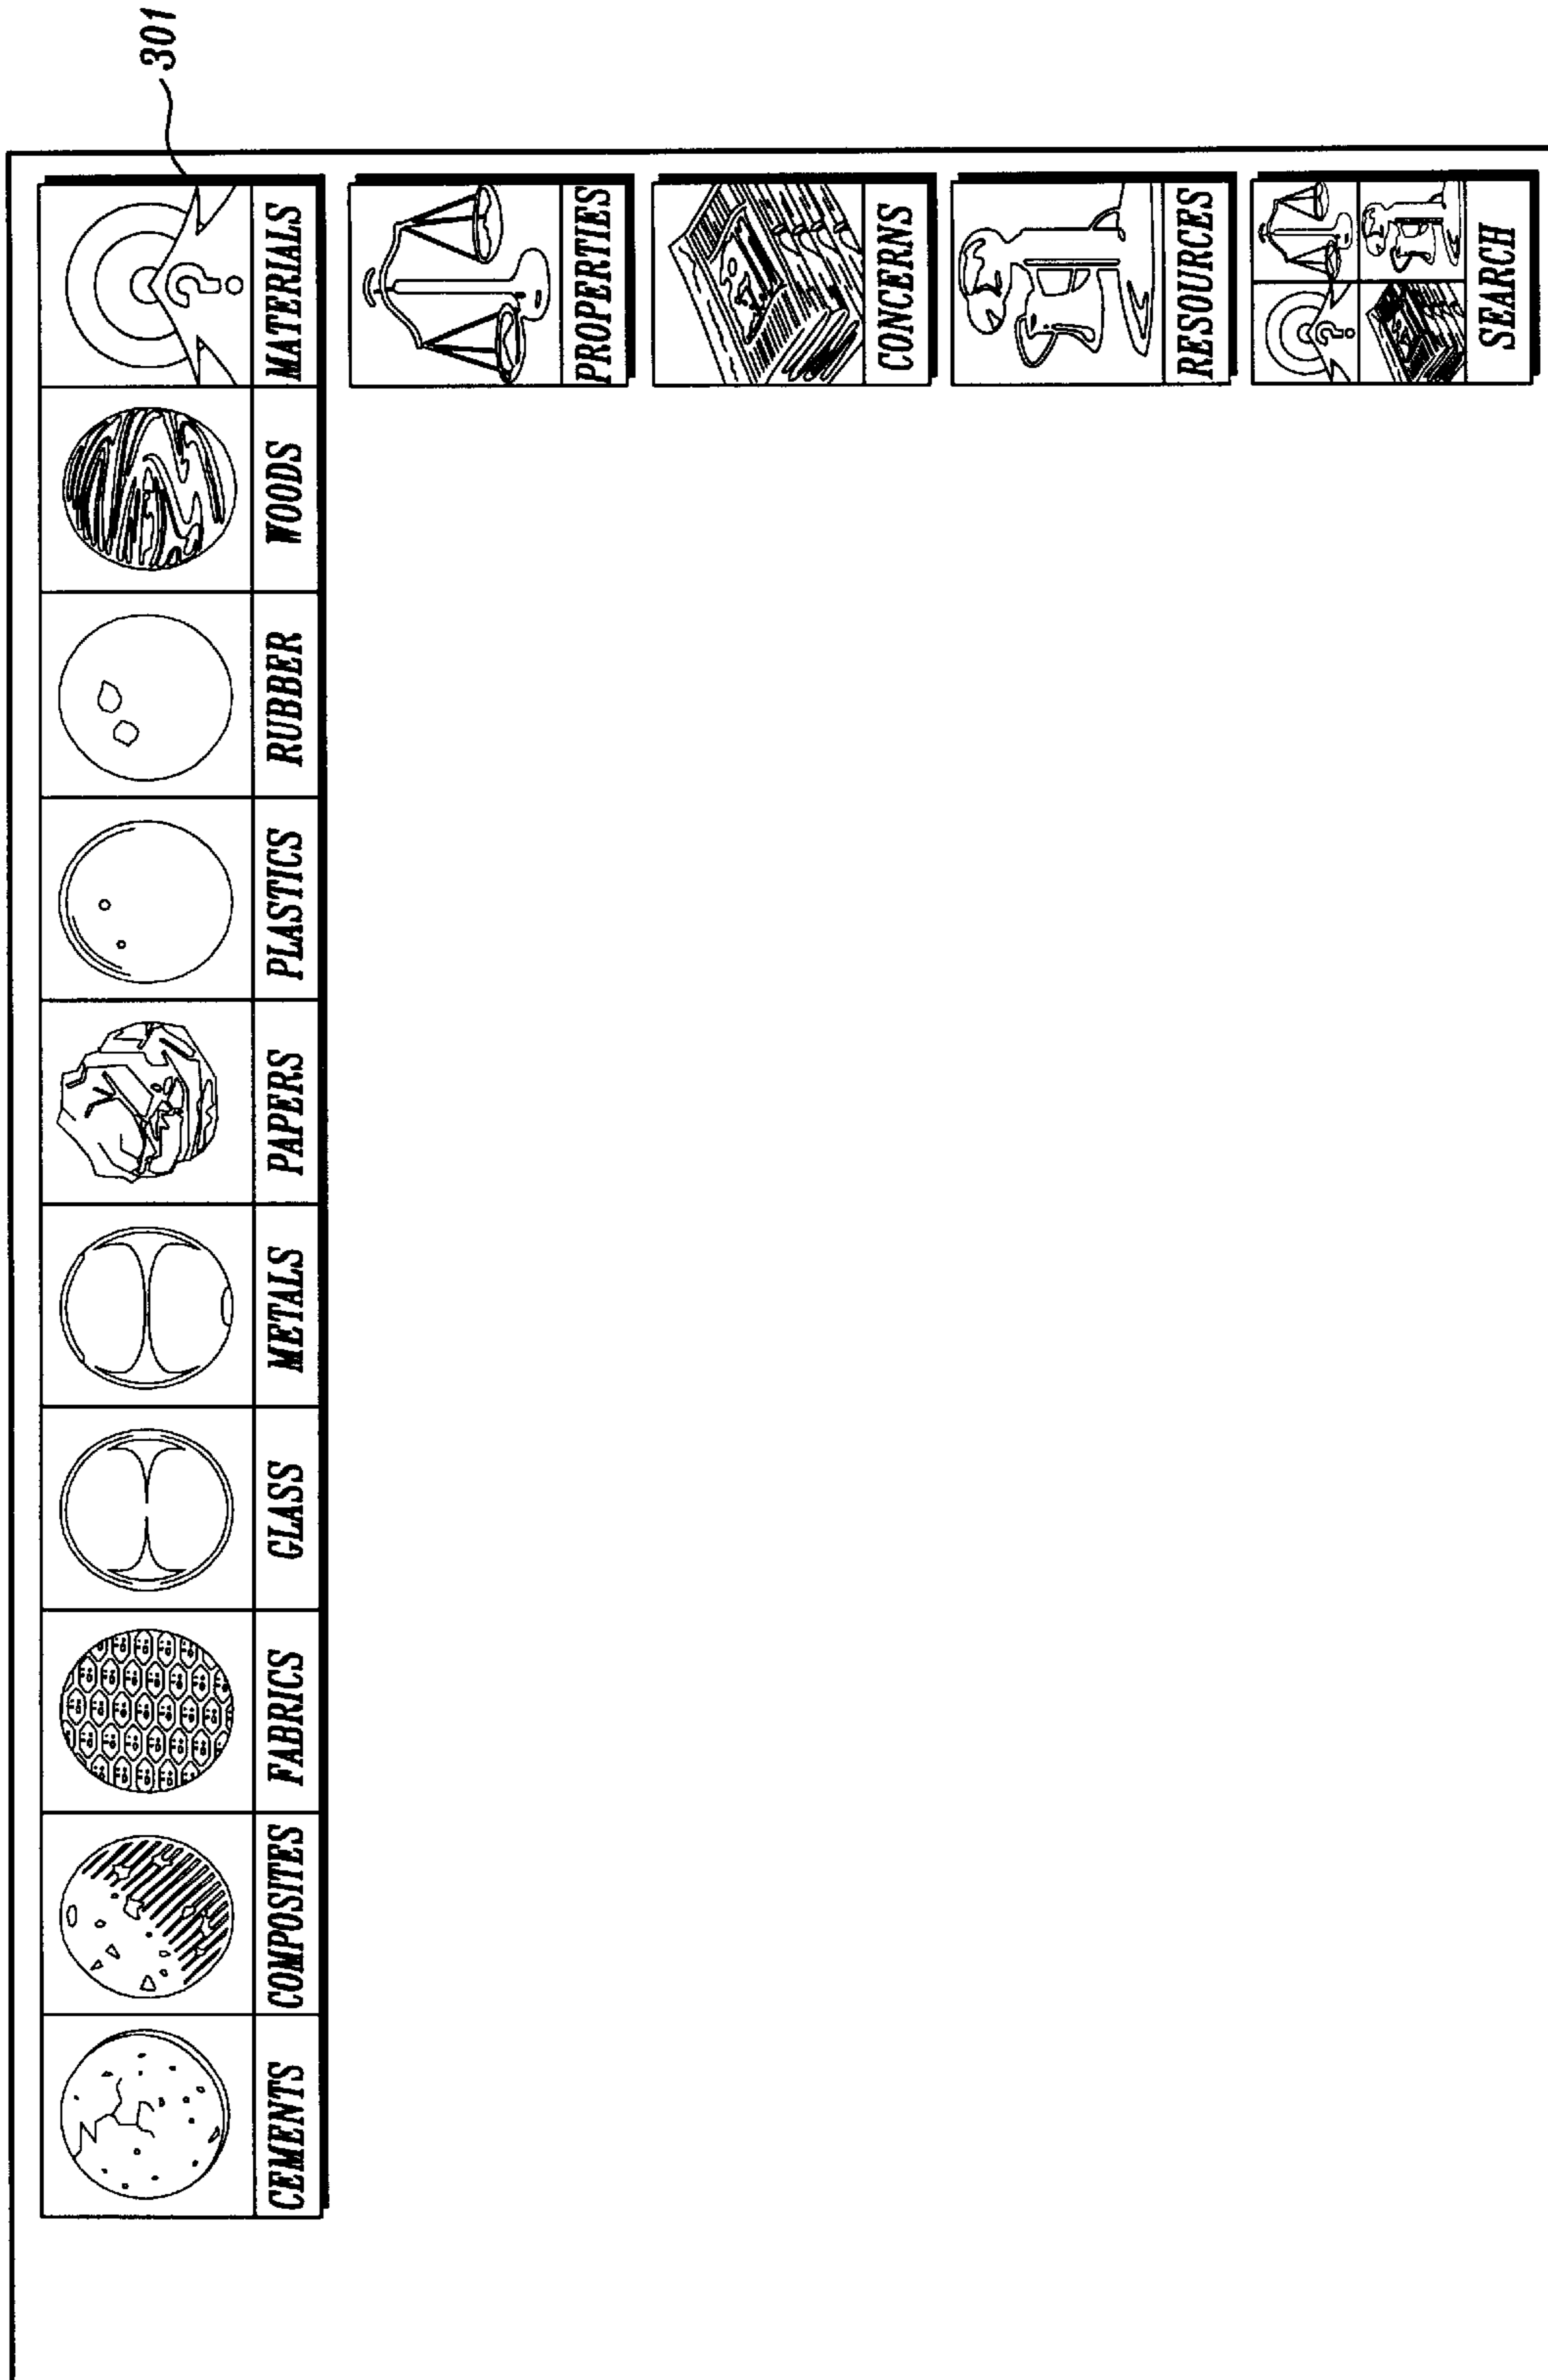 301
CEMENTS
COMPOSITES
FABRICS
GLASS
METALS
PAPERS
PLASTICS
RUBBER
WOODS
MATERIALS
?
PROPERTIES
CONCERNS
RESOURCES
?
SEARCH